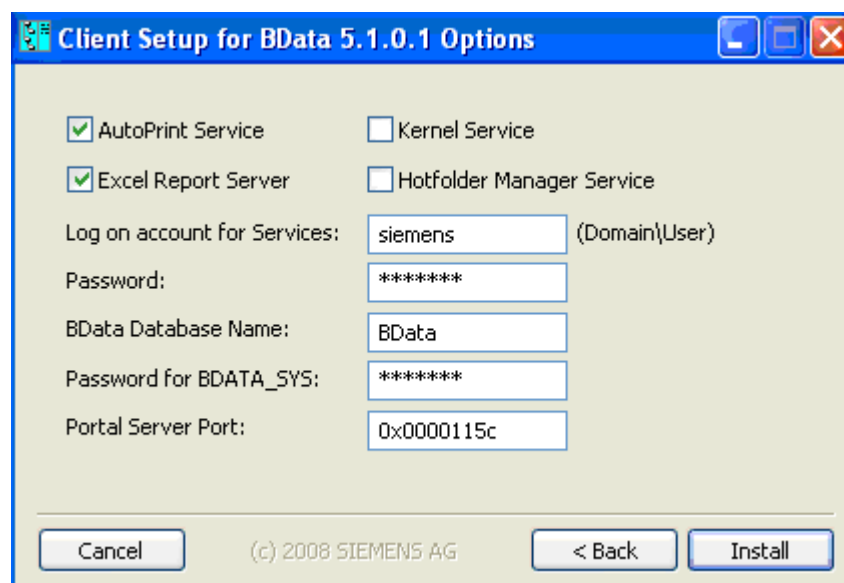 Client Setup for BData 5.1.0.1 Options
AutoPrint Service
Kernel Service
Excel Report Server
Hotfolder Manager Service
Log on account for Services: siemens (Domain\User)
Password: *******
BData Database Name: BData
Password for BDATA_SYS: *******
Portal Server Port: 0x0000115c
Cancel
(c) 2008 SIEMENS AG
< Back
Install